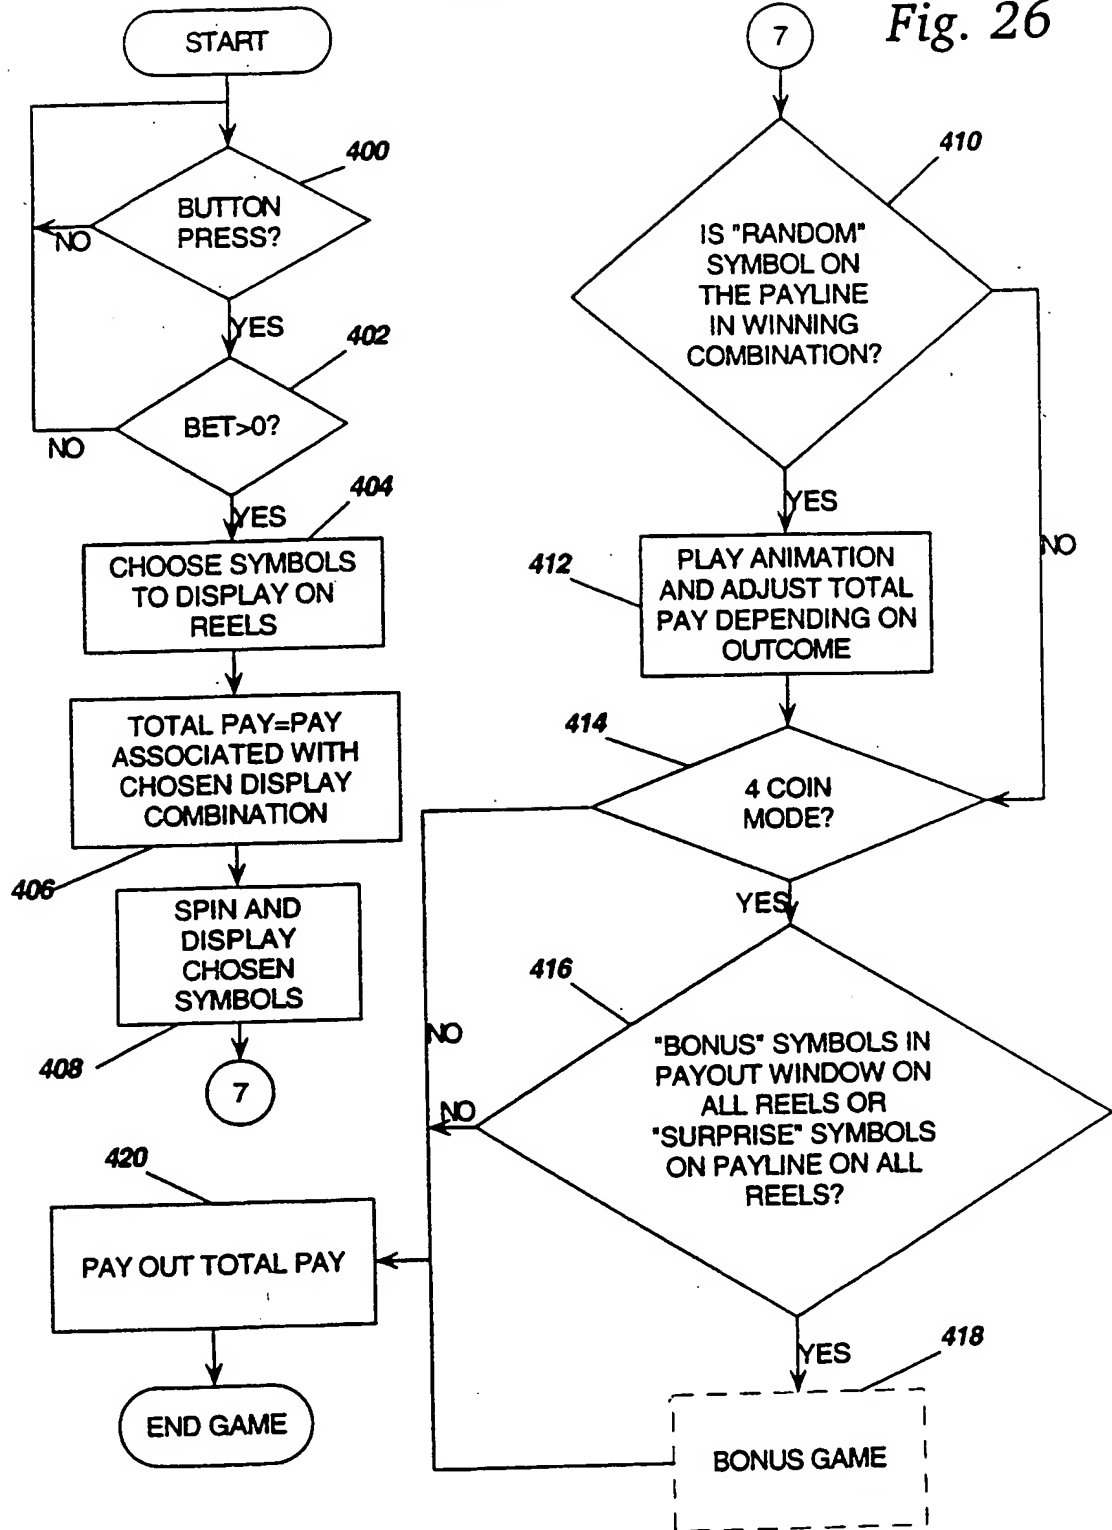 Fig. 26
START
400
BUTTON
PRESS?
NO
YES
402
BET>0?
NO
YES
404
CHOOSE SYMBOLS
TO DISPLAY ON
REELS
TOTAL PAY=PAY
ASSOCIATED WITH
CHOSEN DISPLAY
COMBINATION
406
SPIN AND
DISPLAY
CHOSEN
SYMBOLS
408
7
7
410
IS "RANDOM"
SYMBOL ON
THE PAYLINE
IN WINNING
COMBINATION?
NO
YES
412
PLAY ANIMATION
AND ADJUST TOTAL
PAY DEPENDING ON
OUTCOME
414
4 COIN
MODE?
NO
YES
416
"BONUS" SYMBOLS IN
PAYOUT WINDOW ON
ALL REELS OR
"SURPRISE" SYMBOLS
ON PAYLINE ON ALL
REELS?
NO
YES
418
BONUS GAME
420
PAY OUT TOTAL PAY
END GAME